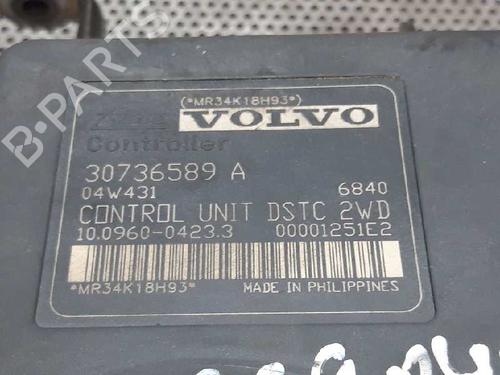 B-PARTS
(*MR34K18H93*)
VOLVO
Controller
30736589 A
04W431 6840
CONTROL UNIT DSTC 2WD
10.0960-0423.3 00001251E2
*MR34K18H93* MADE IN PHILIPPINES